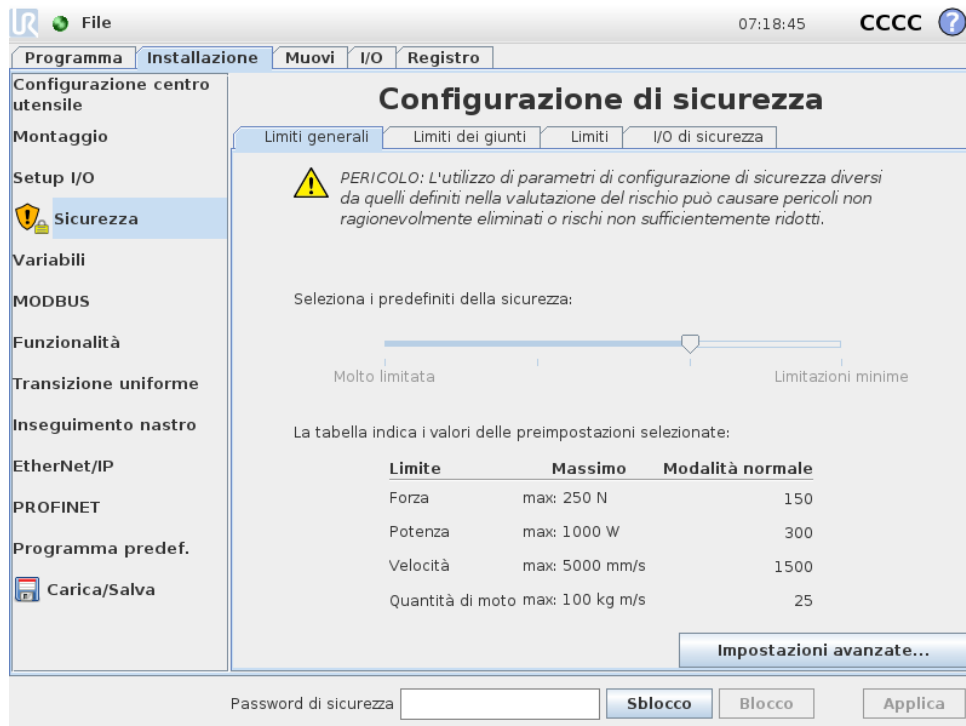 UR File 07:18:45 CCCC ?
Programma Installazione Muovi I/O Registro
Configurazione centro
utensile
Montaggio
Setup I/O
Sicurezza
Variabili
MODBUS
Funzionalità
Transizione uniforme
Inseguimento nastro
EtherNet/IP
PROFINET
Programma predef.
Carica/Salva
Configurazione di sicurezza
Limiti generali Limiti dei giunti Limiti I/O di sicurezza
PERICOLO: L'utilizzo di parametri di configurazione di sicurezza diversi
da quelli definiti nella valutazione del rischio può causare pericoli non
ragionevolmente eliminati o rischi non sufficientemente ridotti.
Seleziona i predefiniti della sicurezza:
Molto limitata Limitazioni minime
La tabella indica i valori delle preimpostazioni selezionate:
Limite Massimo Modalità normale
Forza max: 250 N 150
Potenza max: 1000 W 300
Velocità max: 5000 mm/s 1500
Quantità di moto max: 100 kg m/s 25
Impostazioni avanzate...
Password di sicurezza Sblocco Blocco Applica